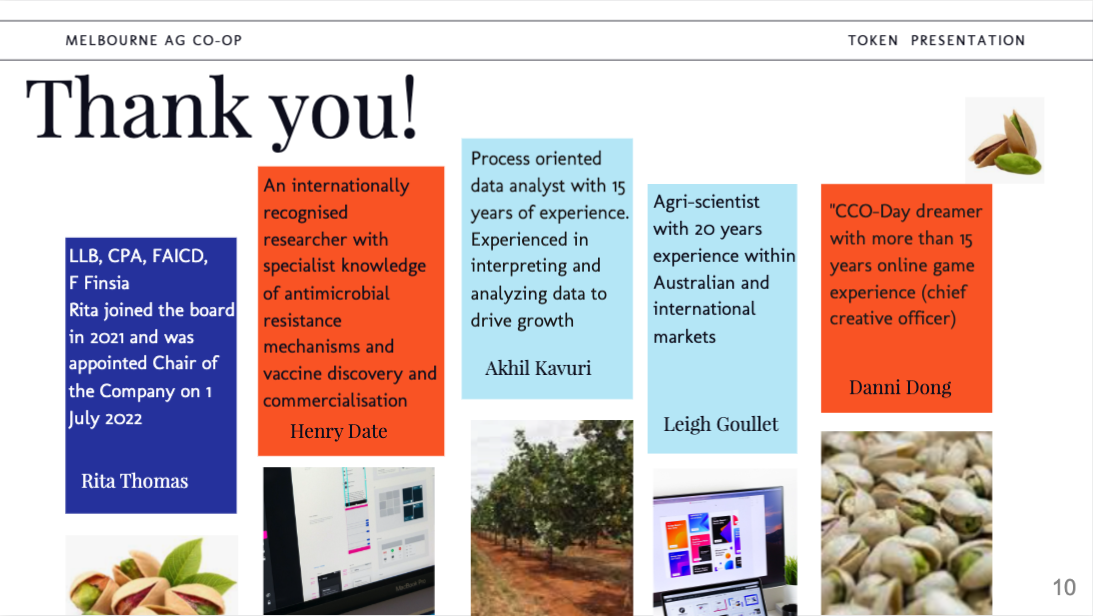 MELBOURNE AG CO-OP
TOKEN PRESENTATION
Thank you!
LLB, CPA, FAICD,
F Finsia
Rita joined the board
in 2021 and was
appointed Chair of
the Company on 1
July 2022
Rita Thomas
An internationally
recognised
researcher with
specialist knowledge
of antimicrobial
resistance
mechanisms and
vaccine discovery and
commercialisation
Henry Date
Process oriented
data analyst with 15
years of experience.
Experienced in
interpreting and
analyzing data to
drive growth
Akhil Kavuri
Agri-scientist
with 20 years
experience within
Australian and
international
markets
Leigh Goullet
"CCO-Day dreamer
with more than 15
years online game
experience (chief
creative officer)
Danni Dong
10